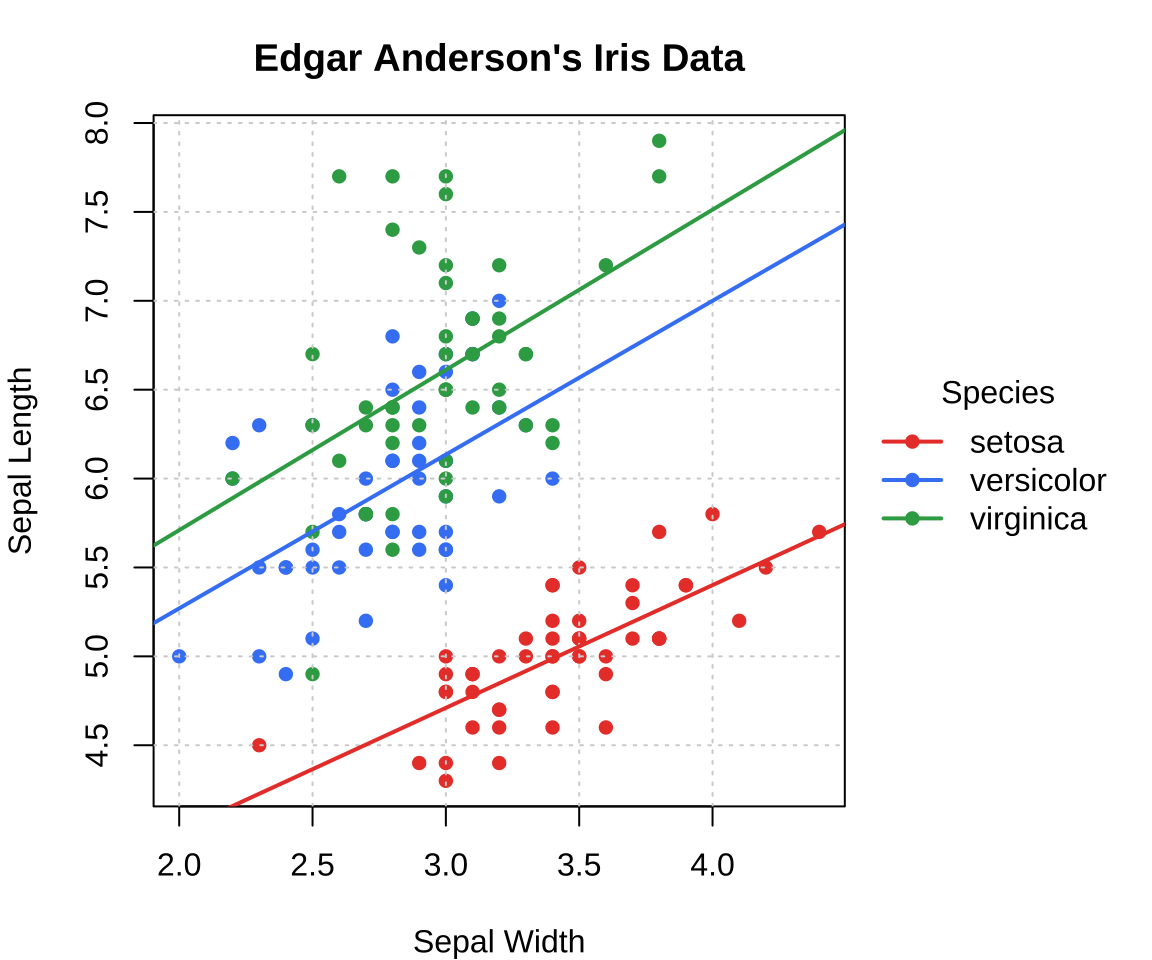 Edgar Anderson's Iris Data
Sepal Length
8.0
7.5
7.0
6.5
6.0
5.5
5.0
4.5
2.0 2.5 3.0 3.5 4.0
Sepal Width
Species
setosa
versicolor
virginica